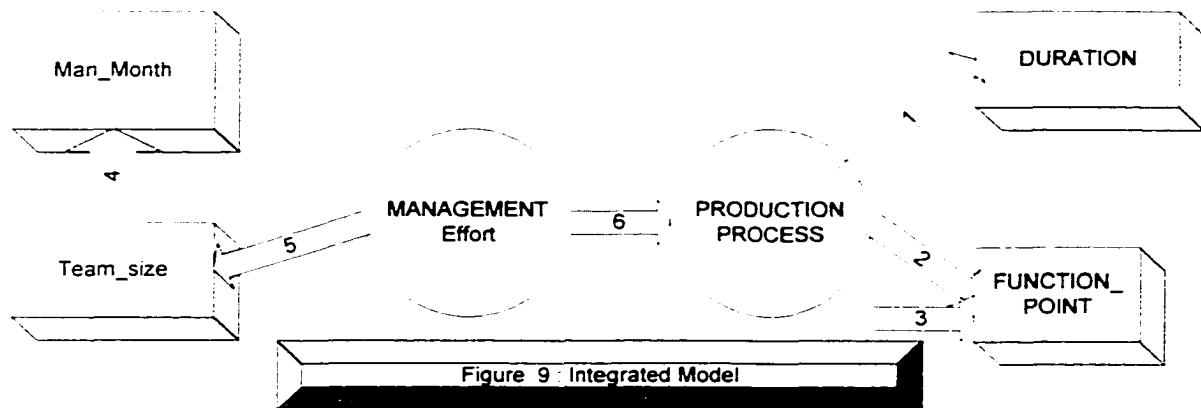 Man_Month
DURATION
1
4
MANAGEMENT
Effort
6
PRODUCTION
PROCESS
5
2
Team_size
FUNCTION_
POINT
3
Figure 9 : Integrated Model